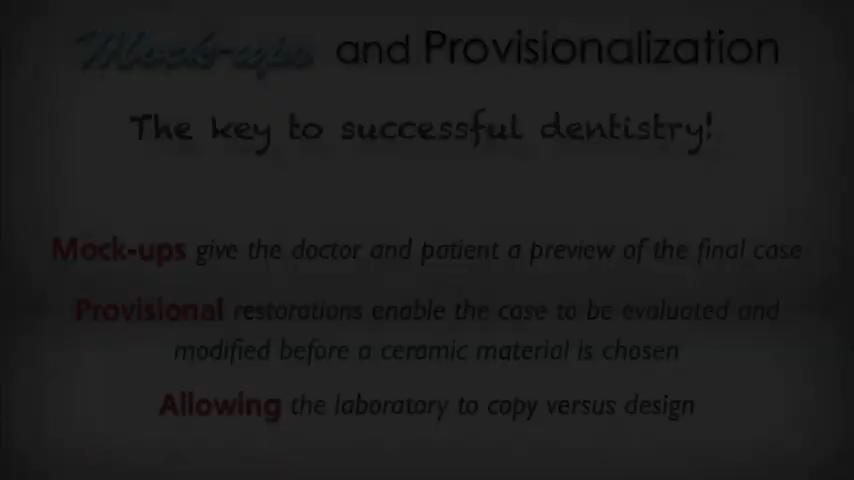 Mock-ups and Provisionalization
The key to successful dentistry!
Mock-ups give the doctor and patient a preview of the final case
Provisional restorations enable the case to be evaluated and
modified before a ceramic material is chosen
Allowing the laboratory to copy versus design